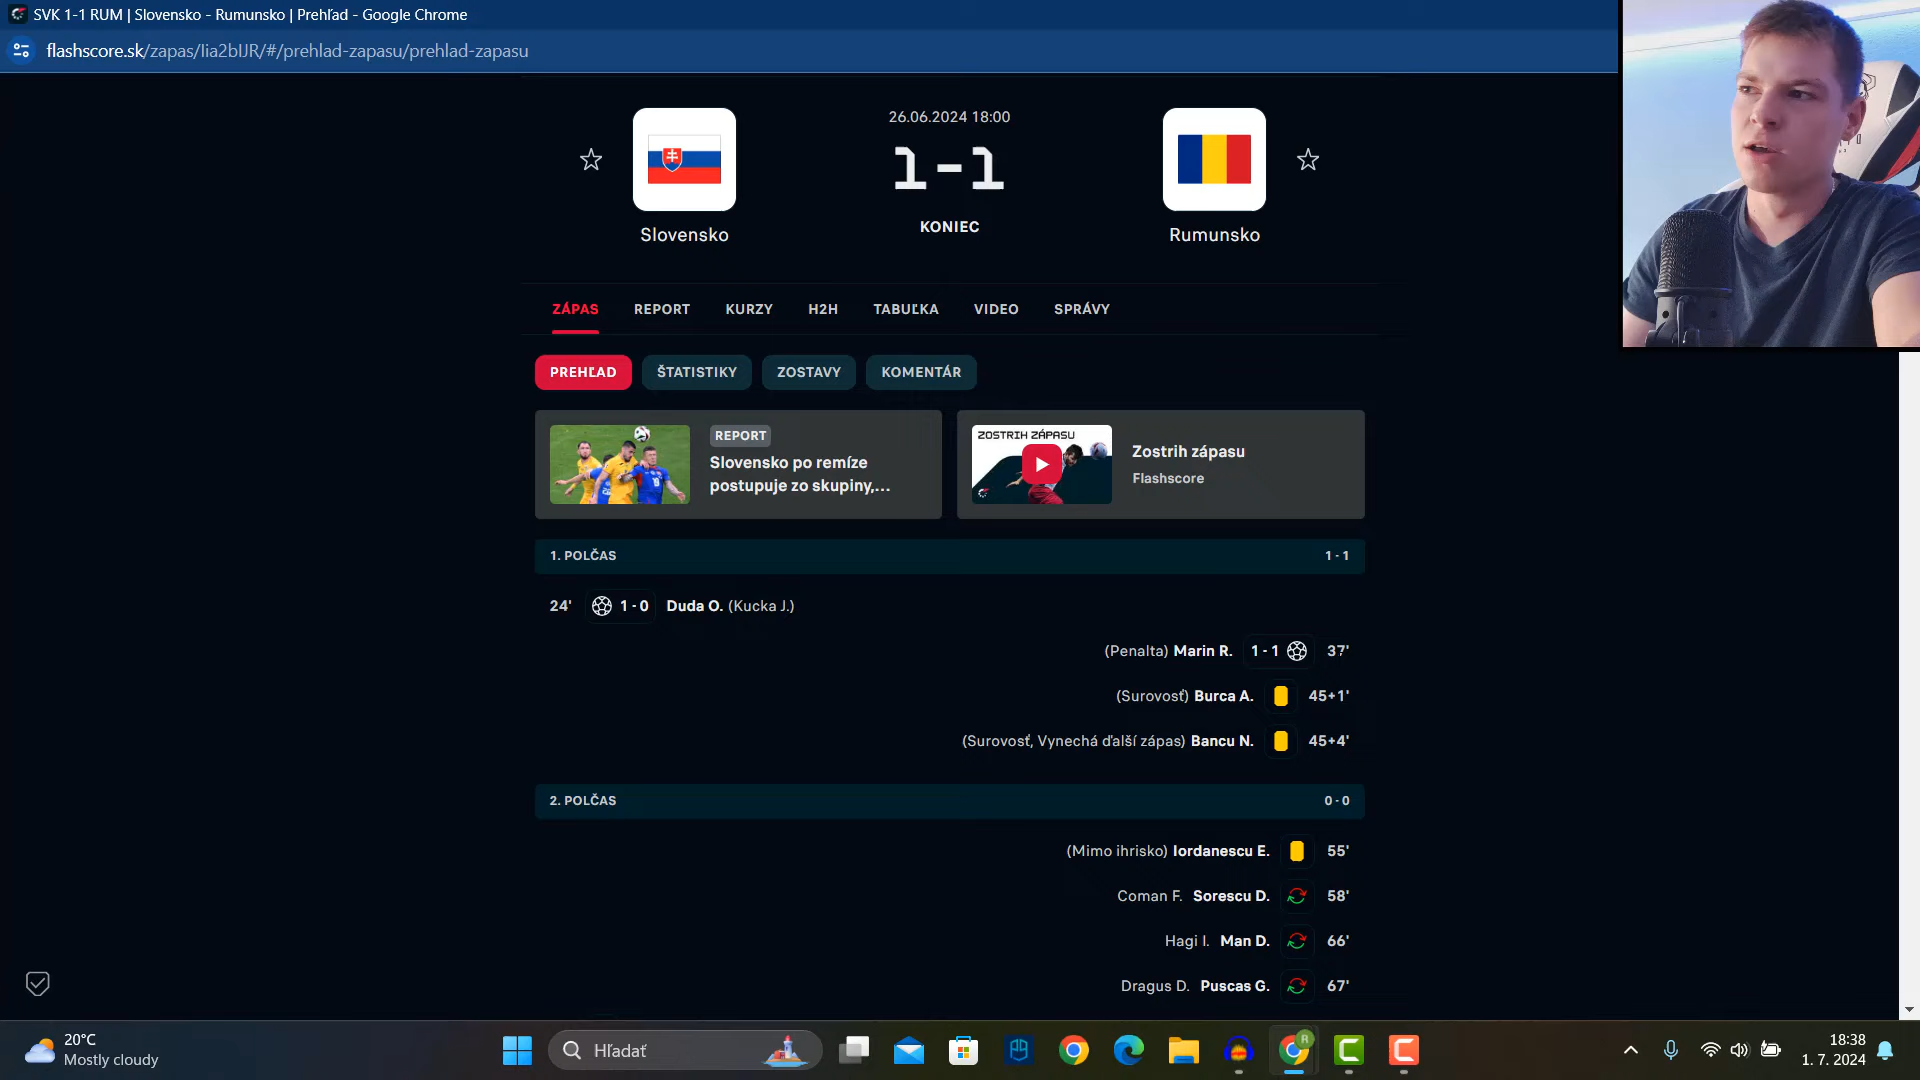 SVK 1-1 RUM | Slovensko - Rumunsko | Prehľad - Google Chrome
flashscore.sk/zapas/Iia2bIJR/#/prehlad-zapasu/prehlad-zapasu
26.06.2024 18:00
1-1
KONIEC
Slovensko
Rumunsko
ZÁPAS REPORT KURZY H2H TABUĽKA VIDEO SPRÁVY
PREHĽAD ŠTATISTIKY ZOSTAVY KOMENTÁR
REPORT
Slovensko po remíze
postupuje zo skupiny,...
ZOSTRIH ZÁPASU
Zostrih zápasu
Flashscore
1. POLČAS 1 - 1
24' 1 - 0 Duda O. (Kucka J.)
(Penalta) Marin R. 1 - 1 37'
(Surovosť) Burca A. 45+1'
(Surovosť, Vynechá ďalší zápas) Bancu N. 45+4'
2. POLČAS 0 - 0
(Mimo ihrisko) Iordanescu E. 55'
Coman F. Sorescu D. 58'
Hagi I. Man D. 66'
Dragus D. Puscas G. 67'
20°C
Mostly cloudy
Hľadať
R
18:38
1. 7. 2024